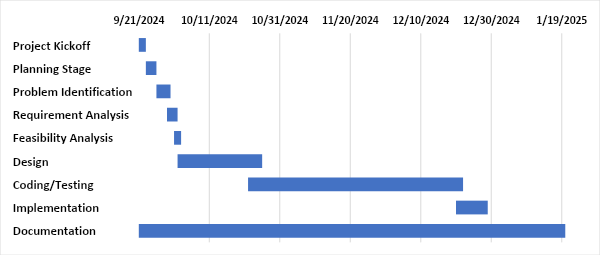 9/21/2024 10/11/2024 10/31/2024 11/20/2024 12/10/2024 12/30/2024 1/19/2025
Project Kickoff
Planning Stage
Problem Identification
Requirement Analysis
Feasibility Analysis
Design
Coding/Testing
Implementation
Documentation